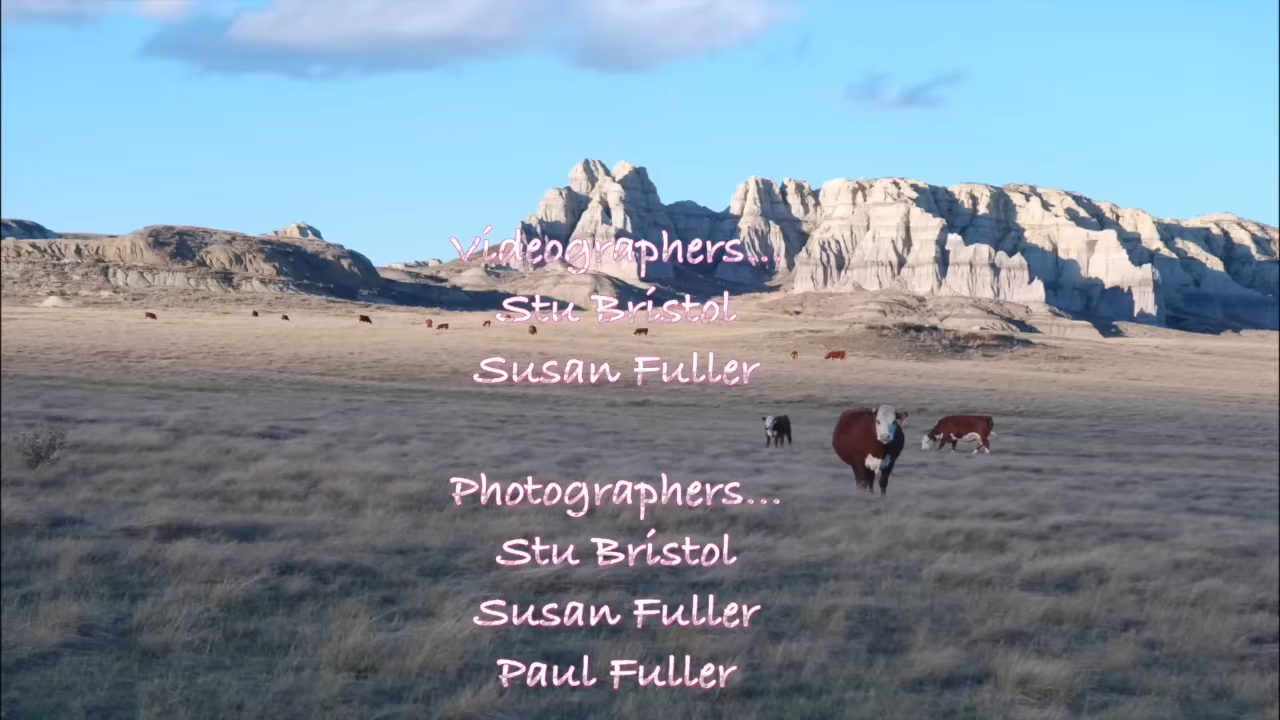 Videographers...
Stu Bristol
Susan Fuller
Photographers...
Stu Bristol
Susan Fuller
Paul Fuller